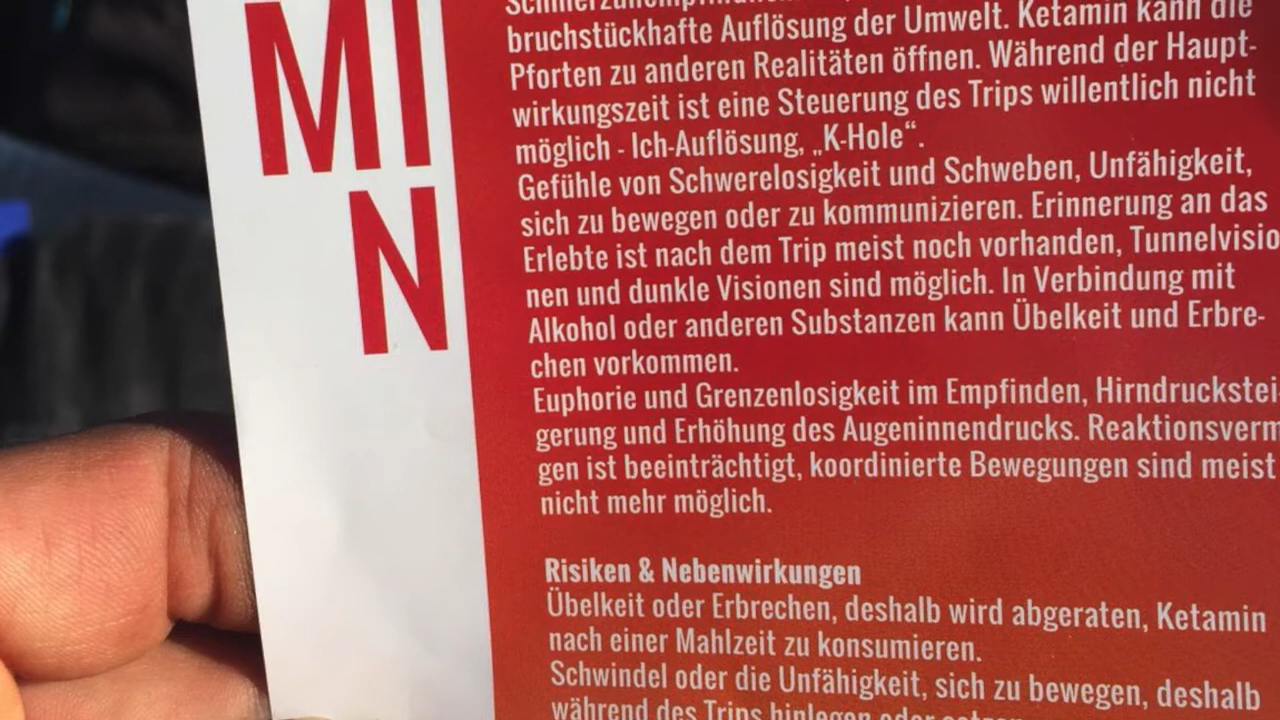 MI
N
bruchstückhafte Auflösung der Umwelt. Ketamin kann die
Pforten zu anderen Realitäten öffnen. Während der Haupt-
wirkungszeit ist eine Steuerung des Trips willentlich nicht
möglich - Ich-Auflösung, „K-Hole“.
Gefühle von Schwerelosigkeit und Schweben, Unfähigkeit,
sich zu bewegen oder zu kommunizieren. Erinnerung an das
Erlebte ist nach dem Trip meist noch vorhanden, Tunnelvisio
nen und dunkle Visionen sind möglich. In Verbindung mit
Alkohol oder anderen Substanzen kann Übelkeit und Erbre-
chen vorkommen.
Euphorie und Grenzenlosigkeit im Empfinden, Hirndruckstei
gerung und Erhöhung des Augeninnendrucks. Reaktionsverm
gen ist beeinträchtigt, koordinierte Bewegungen sind meist
nicht mehr möglich.
Risiken & Nebenwirkungen
Übelkeit oder Erbrechen, deshalb wird abgeraten, Ketamin
nach einer Mahlzeit zu konsumieren.
Schwindel oder die Unfähigkeit, sich zu bewegen, deshalb
während des Trips hinlegen oder